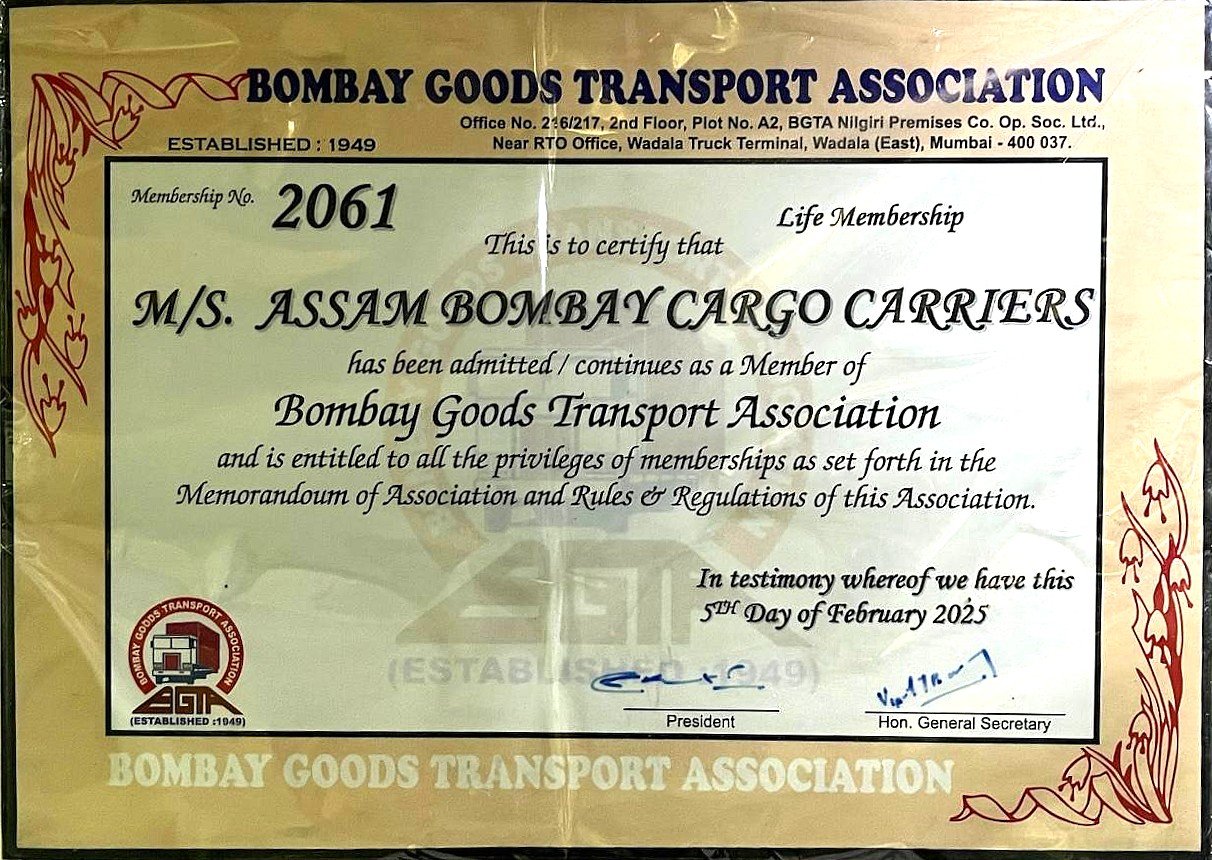 BOMBAY GOODS TRANSPORT ASSOCIATION
Office No. 216/217, 2nd Floor, Plot No. A2, BGTA Nilgiri Premises Co. Op. Soc. Ltd.,
ESTABLISHED : 1949
Near RTO Office, Wadala Truck Terminal, Wadala (East), Mumbai - 400 037.
Membership No. 2061
Life Membership
This is to certify that
M/S. ASSAM BOMBAY CARGO CARRIERS
has been admitted / continues as a Member of
Bombay Goods Transport Association
and is entitled to all the privileges of memberships as set forth in the
Memorandoum of Association and Rules & Regulations of this Association.
In testimony whereof we have this
5TH Day of February 2025
BOMBAY GOODS TRANSPORT ASSOCIATION
BGTA
(ESTABLISHED :1949)
(ESTABLISHED :1949)
President
Hon. General Secretary
BOMBAY GOODS TRANSPORT ASSOCIATION